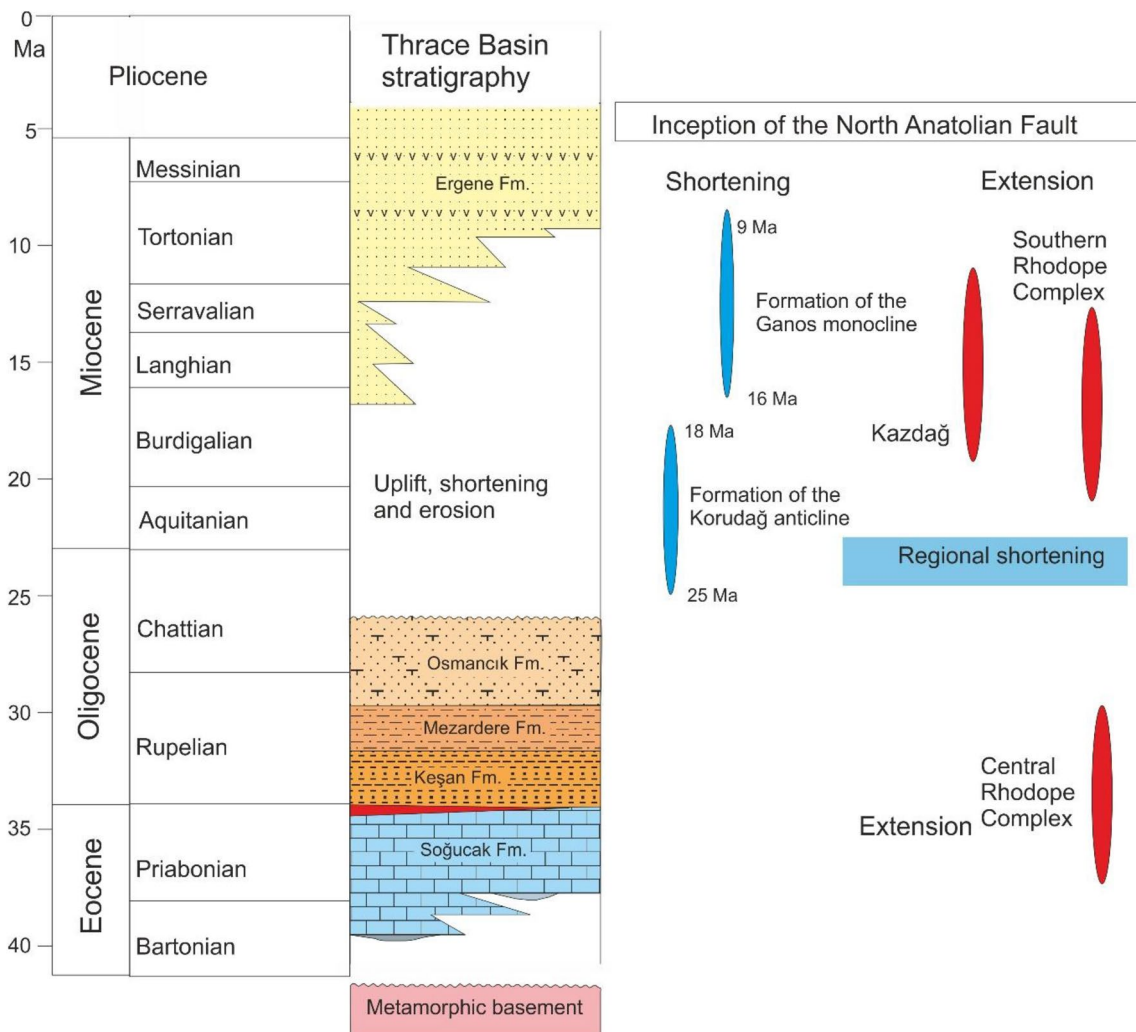 0
Ma
5
10
15
20
25
30
35
40
Pliocene
Miocene
Messinian
Tortonian
Serravalian
Langhian
Burdigalian
Aquitanian
Oligocene
Chattian
Rupelian
Eocene
Priabonian
Bartonian
Thrace Basin
stratigraphy
Ergene Fm.
Uplift, shortening
and erosion
Osmancık Fm.
Mezardere Fm.
Keşan Fm.
Soğucak Fm.
Metamorphic basement
Inception of the North Anatolian Fault
Shortening
9 Ma
Formation of the
Ganos monocline
16 Ma
18 Ma
Formation of the
Korudağ anticline
25 Ma
Extension
Southern
Rhodope
Complex
Kazdağ
Regional shortening
Central
Rhodope
Complex
Extension